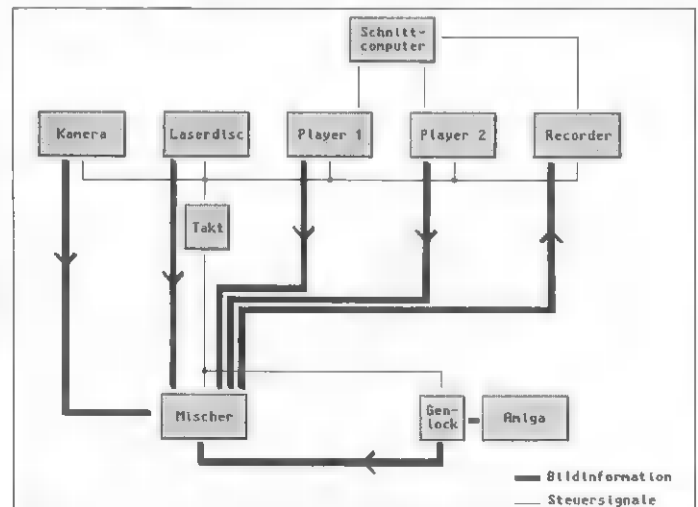 Schnitt-
computer
Kamera
Laserdisc
Player 1
Player 2
Recorder
Takt
Mischer
Gen-
lock
Amiga
Bildinformation
Steuersignale